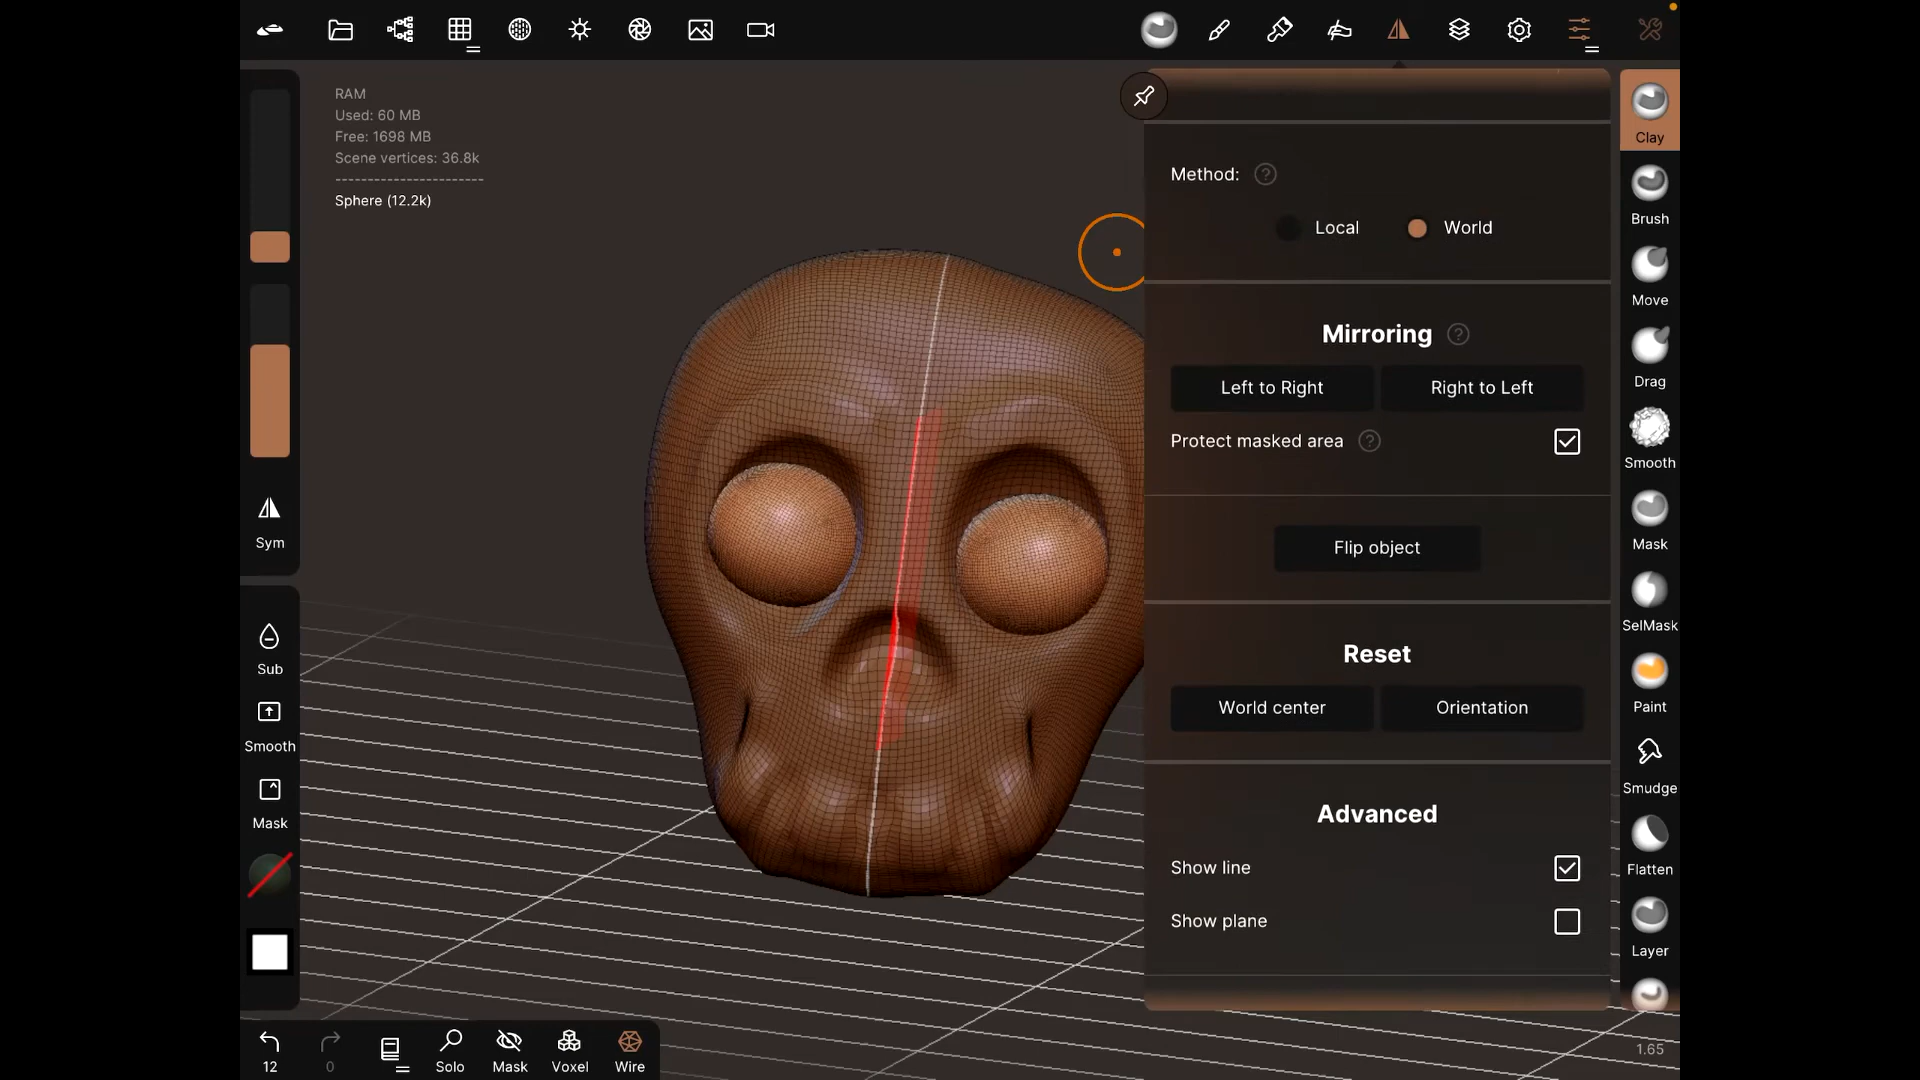 RAM
Used: 60 MB
Free: 1698 MB
Scene vertices: 36.8k
-----------------------
Sphere (12.2k)
Sym
Sub
Smooth
Mask
12
0
Solo
Mask
Voxel
Wire
Method: ?
Local
World
Mirroring ?
Left to Right
Right to Left
Protect masked area ?
Flip object
Reset
World center
Orientation
Advanced
Show line
Show plane
Clay
Brush
Move
Drag
Smooth
Mask
SelMask
Paint
Smudge
Flatten
Layer
1.65